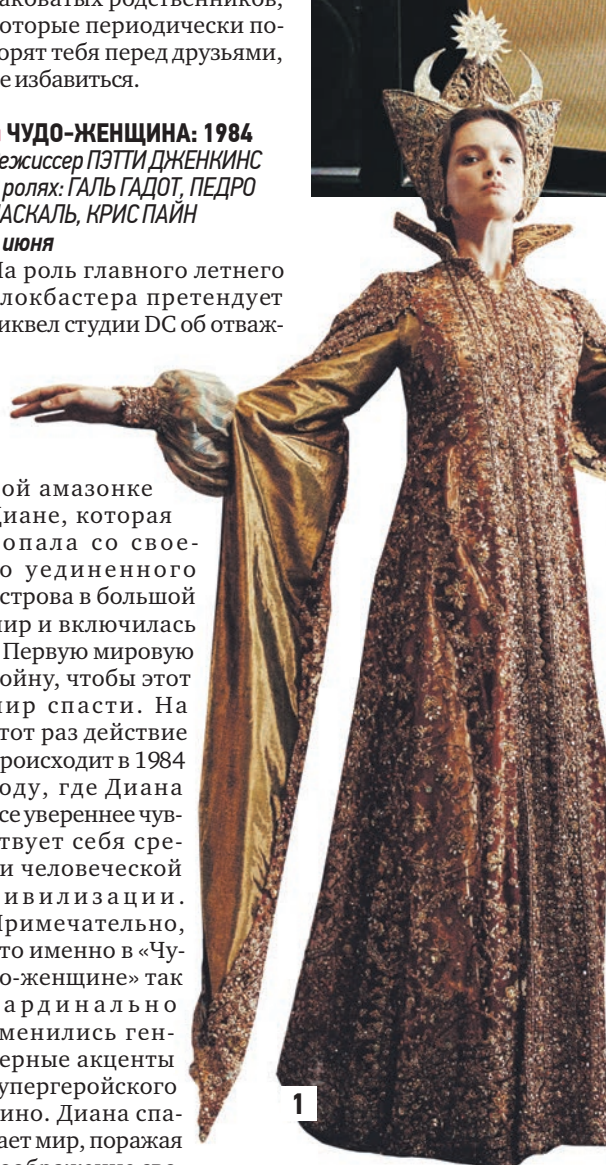 аковатых родственников,
оторые периодически по-
орят тебя перед друзьями,
е избавиться.
ЧУДО-ЖЕНЩИНА: 1984
ежиссер ПЭТТИ ДЖЕНКИНС
ролях: ГАЛЬ ГАДОТ, ПЕДРО
АСКАЛЬ, КРИС ПАЙН
июня
На роль главного летнего
локбастера претендует
иквел студии DC об отваж-
ой амазонке
Диане, которая
опала со свое-
о уединенного
строва в большой
мир и включилась
Первую мировую
ойну, чтобы этот
мир спасти. На
тот раз действие
роисходит в 1984
оду, где Диана
се увереннее чув-
твует себя сре-
и человеческой
ивилизации.
Примечательно,
то именно в «Чу-
о-женщине» так
ардинально
менились ген-
ерные акценты
упергеройского
ино. Диана спа-
ает мир, поражая
1